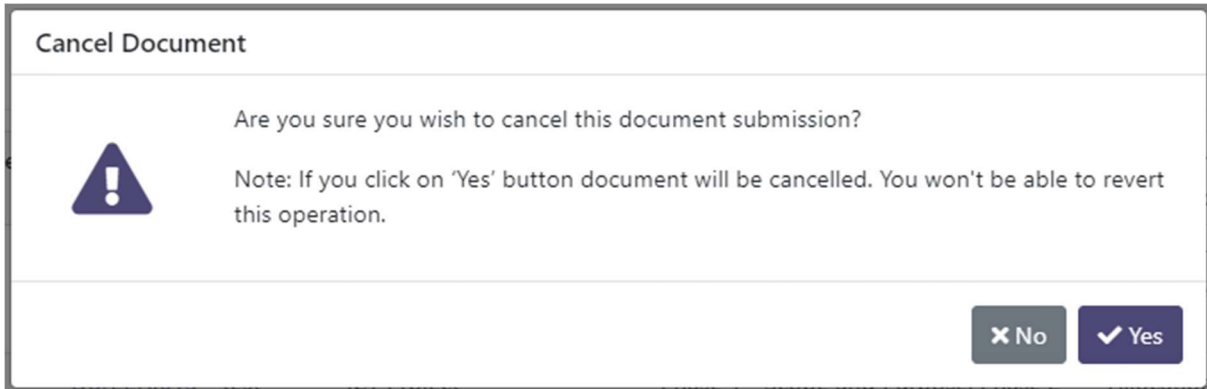 Cancel Document
Are you sure you wish to cancel this document submission?
Note: If you click on ‘Yes’ button document will be cancelled. You won't be able to revert
this operation.
No
Yes